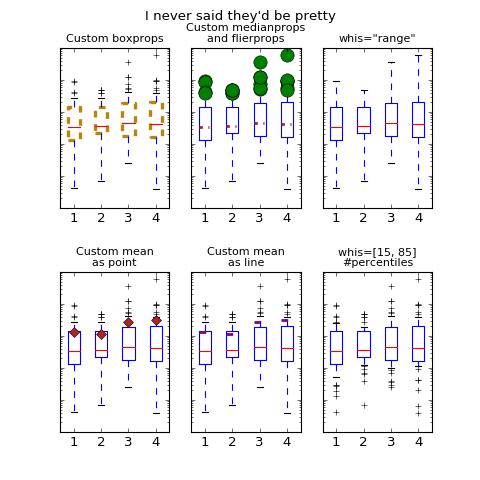 I never said they'd be pretty
Custom boxprops
Custom medianprops
and flierprops
whis="range"
1 2 3 4
1 2 3 4
1 2 3 4
Custom mean
as point
Custom mean
as line
whis=[15, 85]
#percentiles
1 2 3 4
1 2 3 4
1 2 3 4